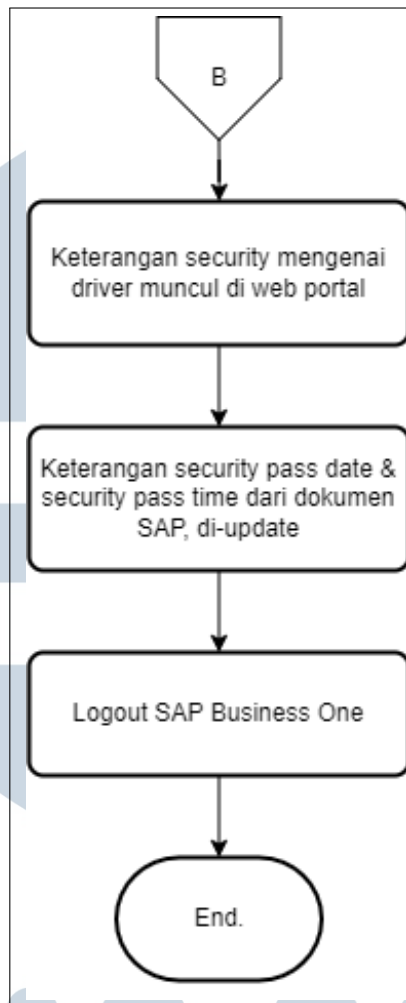 B
Keterangan security mengenai
driver muncul di web portal
Keterangan security pass date &
security pass time dari dokumen
SAP, di-update
Logout SAP Business One
End.